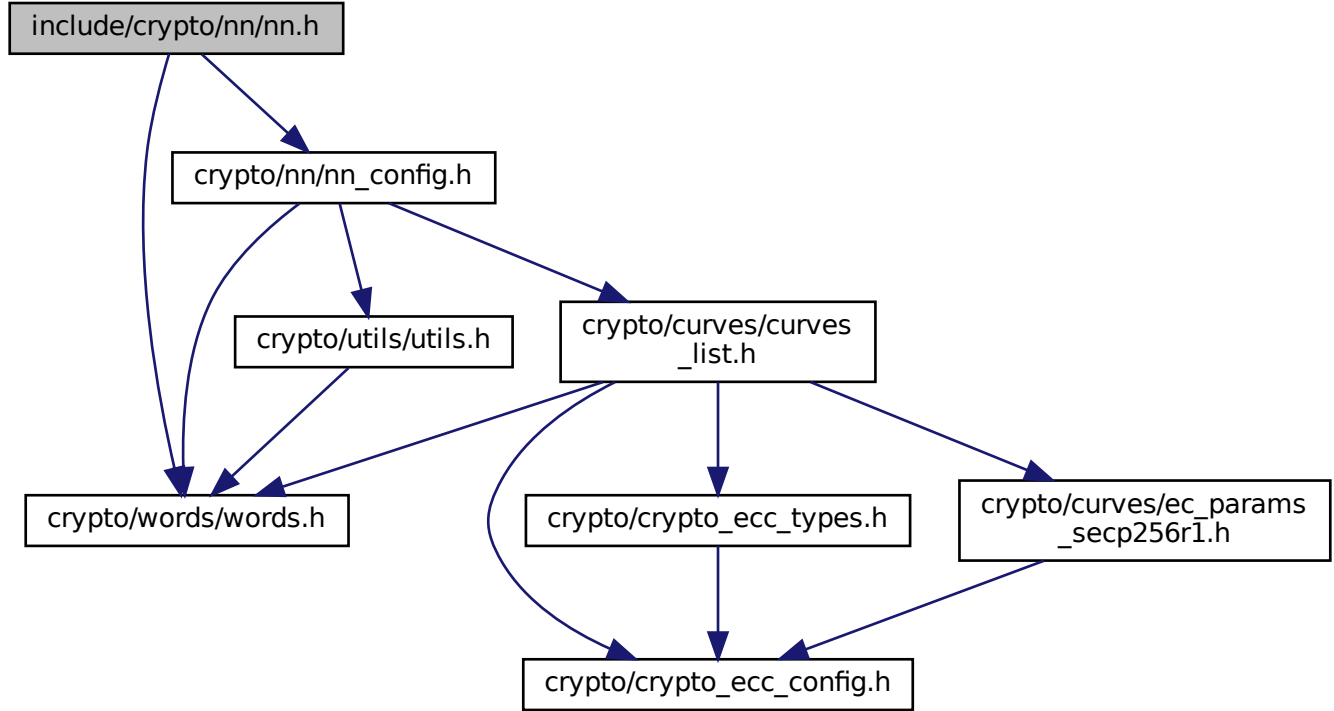 include/crypto/nn/nn.h
crypto/nn/nn_config.h
crypto/utils/utils.h
crypto/curves/curves
_list.h
crypto/words/words.h
crypto/crypto_ecc_types.h
crypto/curves/ec_params
_secp256r1.h
crypto/crypto_ecc_config.h